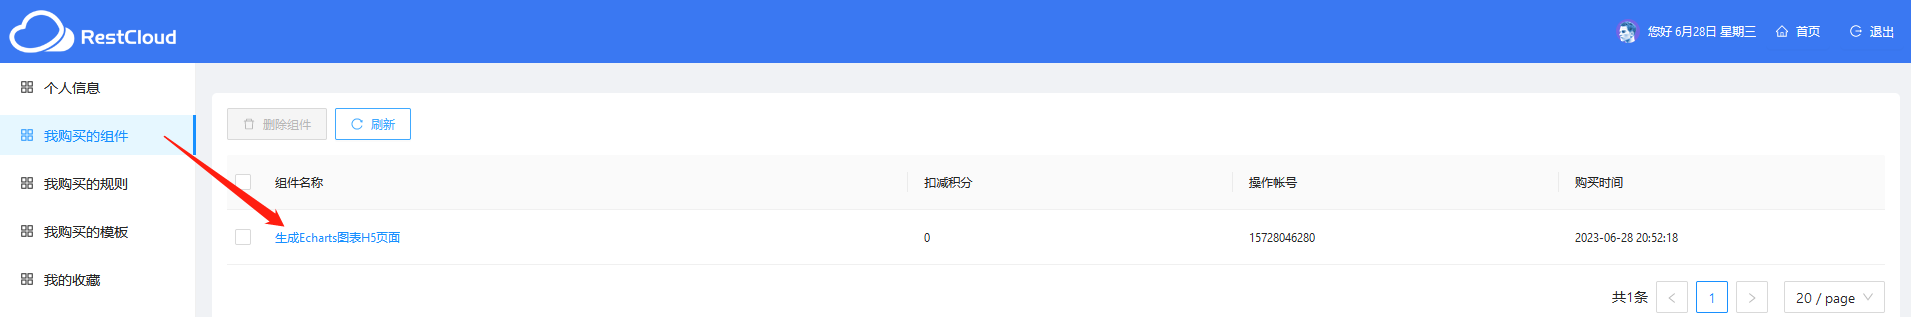 RestCloud
您好 6月28日 星期三 首页 退出
个人信息
我购买的组件
我购买的规则
我购买的模板
我的收藏
删除组件 刷新
组件名称 扣减积分 操作帐号 购买时间
生成Echarts图表H5页面 0 15728046280 2023-06-28 20:52:18
共1条 < 1 > 20 / page